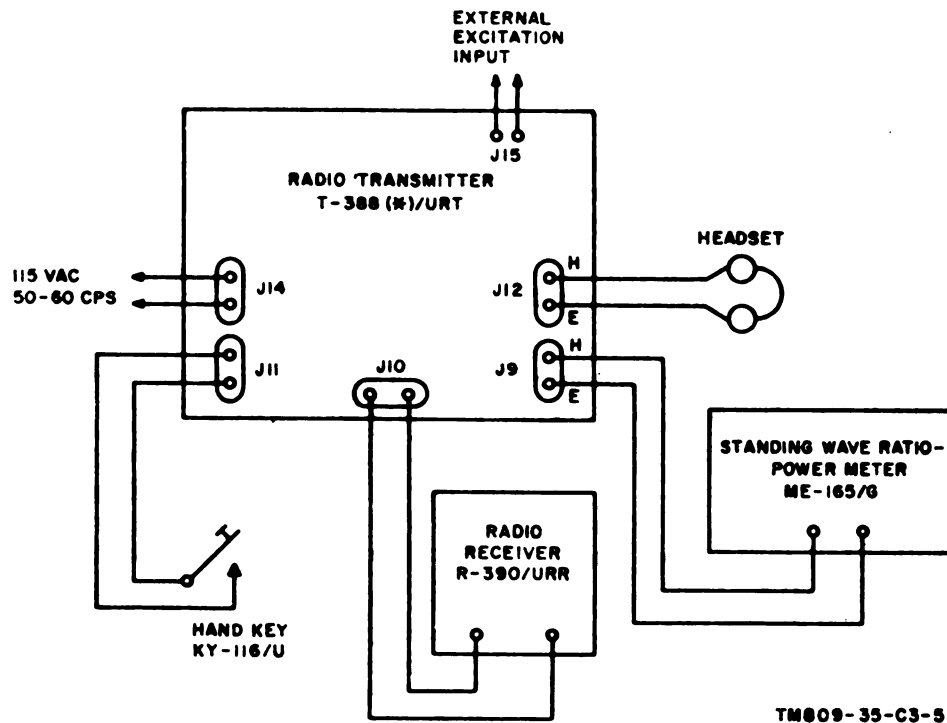 EXTERNAL
EXCITATION
INPUT
J15
RADIO TRANSMITTER
T-388 (*)/URT
115 VAC
50-60 CPS
J14
J12
H
E
HEADSET
J11
J10
J9
H
E
STANDING WAVE RATIO-
POWER METER
ME-165/G
RADIO
RECEIVER
R-390/URR
HAND KEY
KY-116/U
TM809-35-C3-5